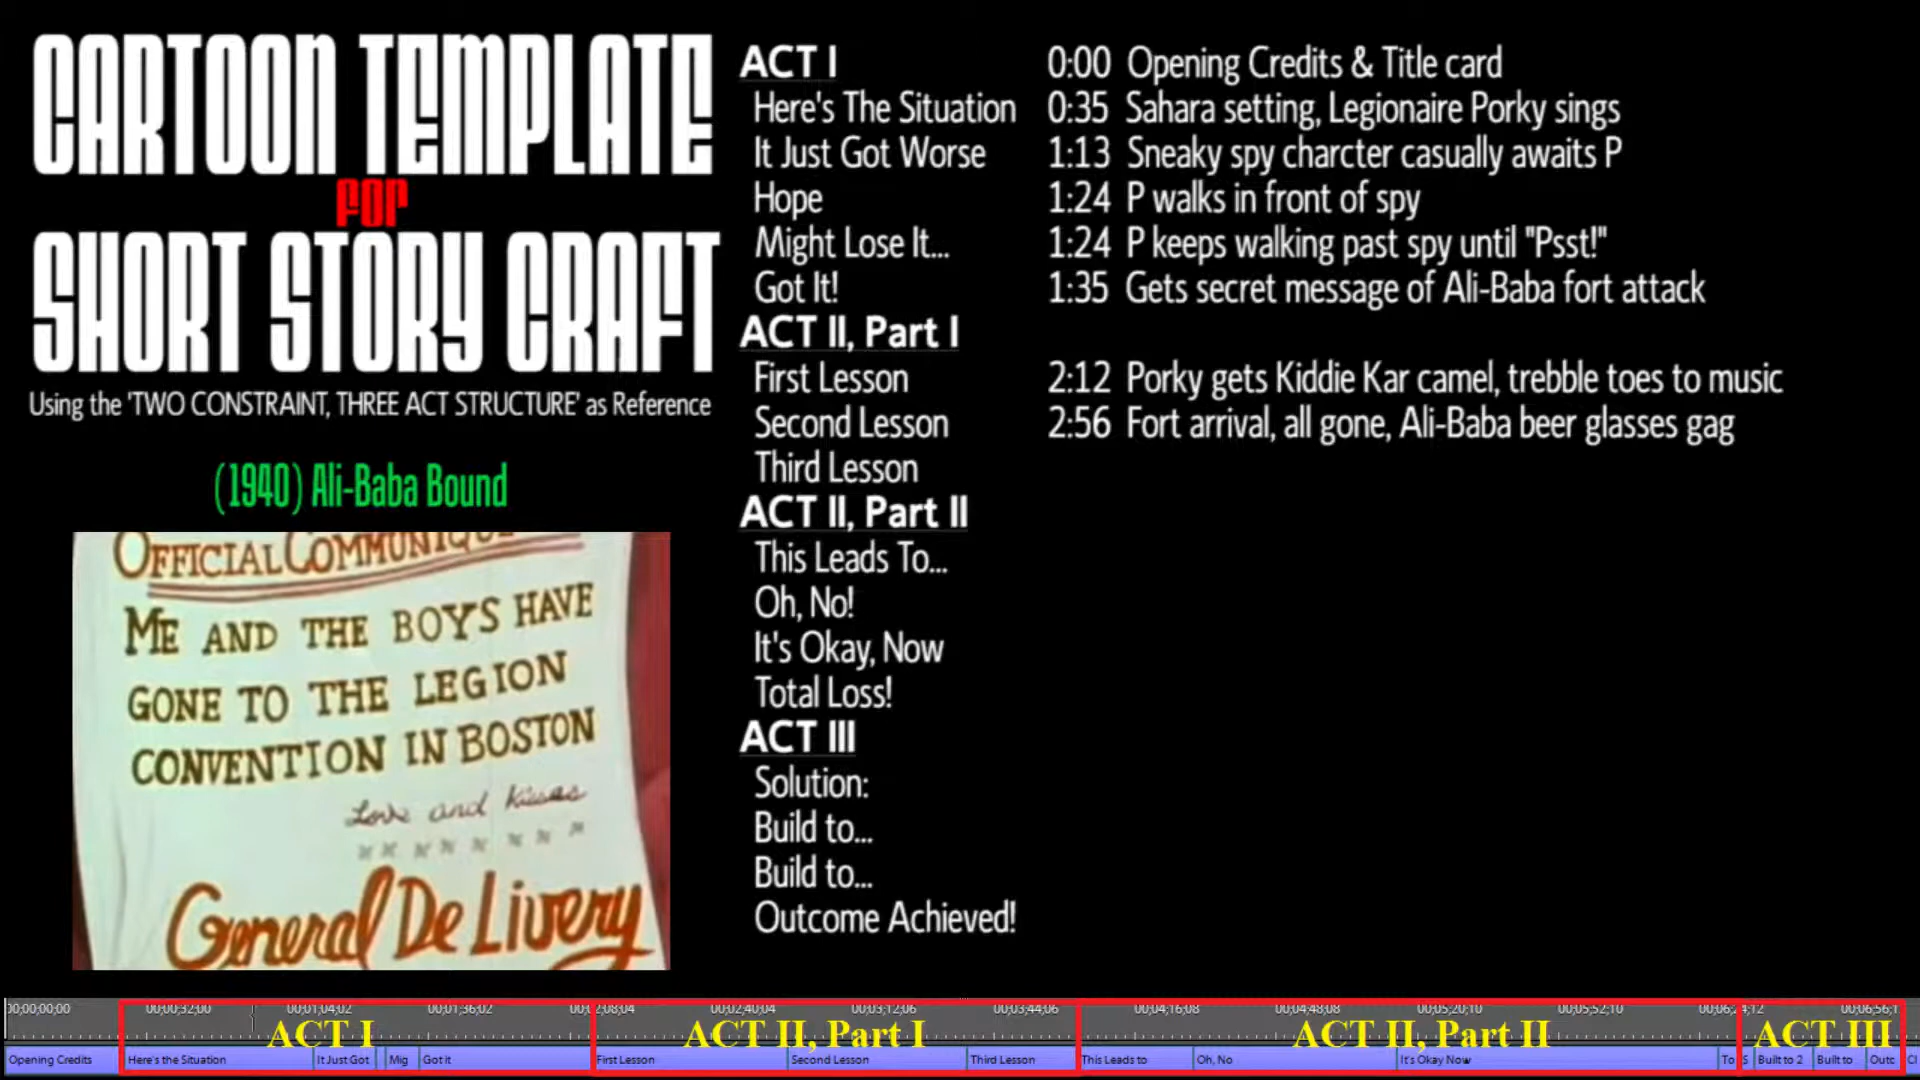 CARTOON TEMPLATE
FOR
SHORT STORY CRAFT
Using the 'TWO CONSTRAINT, THREE ACT STRUCTURE' as Reference
(1940) Ali-Baba Bound
OFFICIAL
ME AND THE BOYS HAVE
GONE TO THE LEGION
CONVENTION IN BOSTON
Love and Kisses
General De Livery
ACT I 0:00 Opening Credits & Title card
Here's The Situation 0:35 Sahara setting, Legionaire Porky sings
It Just Got Worse 1:13 Sneaky spy charcter casually awaits P
Hope 1:24 P walks in front of spy
Might Lose It... 1:24 P keeps walking past spy until "Psst!"
Got It! 1:35 Gets secret message of Ali-Baba fort attack
ACT II, Part I
First Lesson 2:12 Porky gets Kiddie Kar camel, trebble toes to music
Second Lesson 2:56 Fort arrival, all gone, Ali-Baba beer glasses gag
Third Lesson
ACT II, Part II
This Leads To...
Oh, No!
It's Okay, Now
Total Loss!
ACT III
Solution:
Build to...
Build to...
Outcome Achieved!
00;00;00;00 00;00;32;00 00;01;04;02 00;01;36;02 00;02;40;04 00;03;12;06 00;03;44;06 00;04;16;08 00;04;48;08 00;05;20;10 00;05;52;10
ACT I ACT II, Part I ACT II, Part II ACT III
Opening Credits Here's the Situation It Just Got Mig Got it First Lesson Second Lesson Third Lesson This Leads to Oh, No It's Okay Now To S Built to 2 Built to Outc Cl